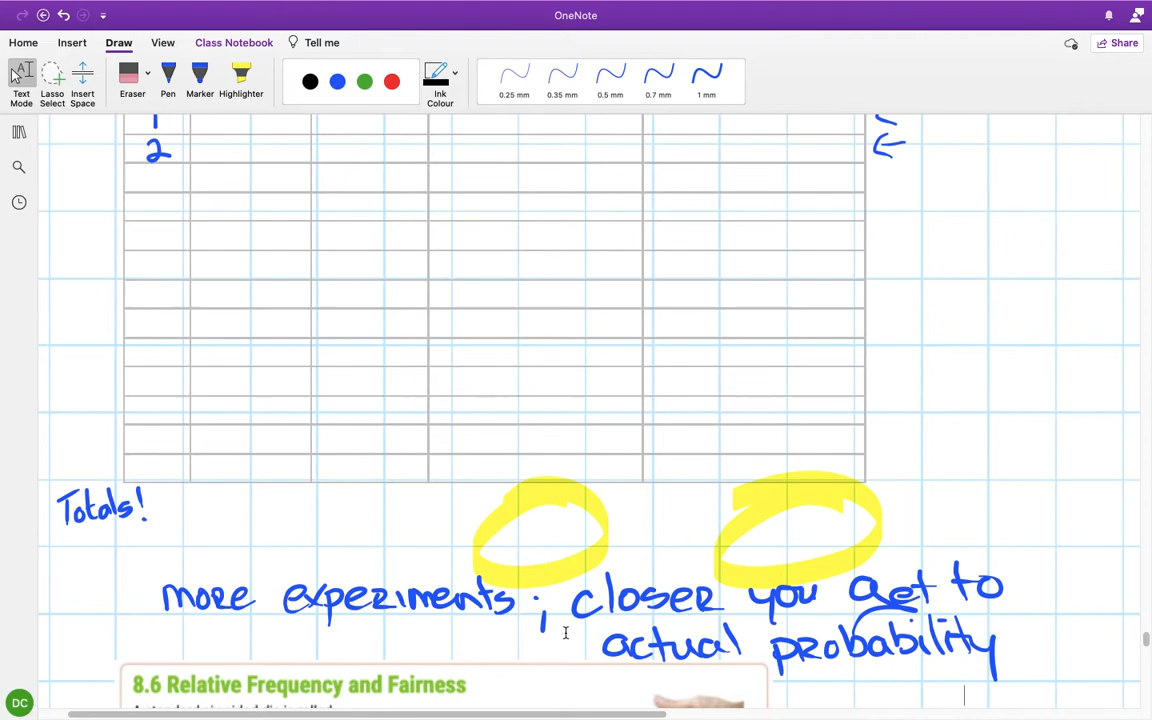 OneNote
Home Insert Draw View Class Notebook Tell me Share
Text Mode
Lasso Select
Insert Space
Eraser
Pen
Marker
Highlighter
Ink Colour
0.25 mm 0.35 mm 0.5 mm 0.7 mm 1 mm
1
2
Totals!
more experiments; closer you get to
actual probability
8.6 Relative Frequency and Fairness
DC